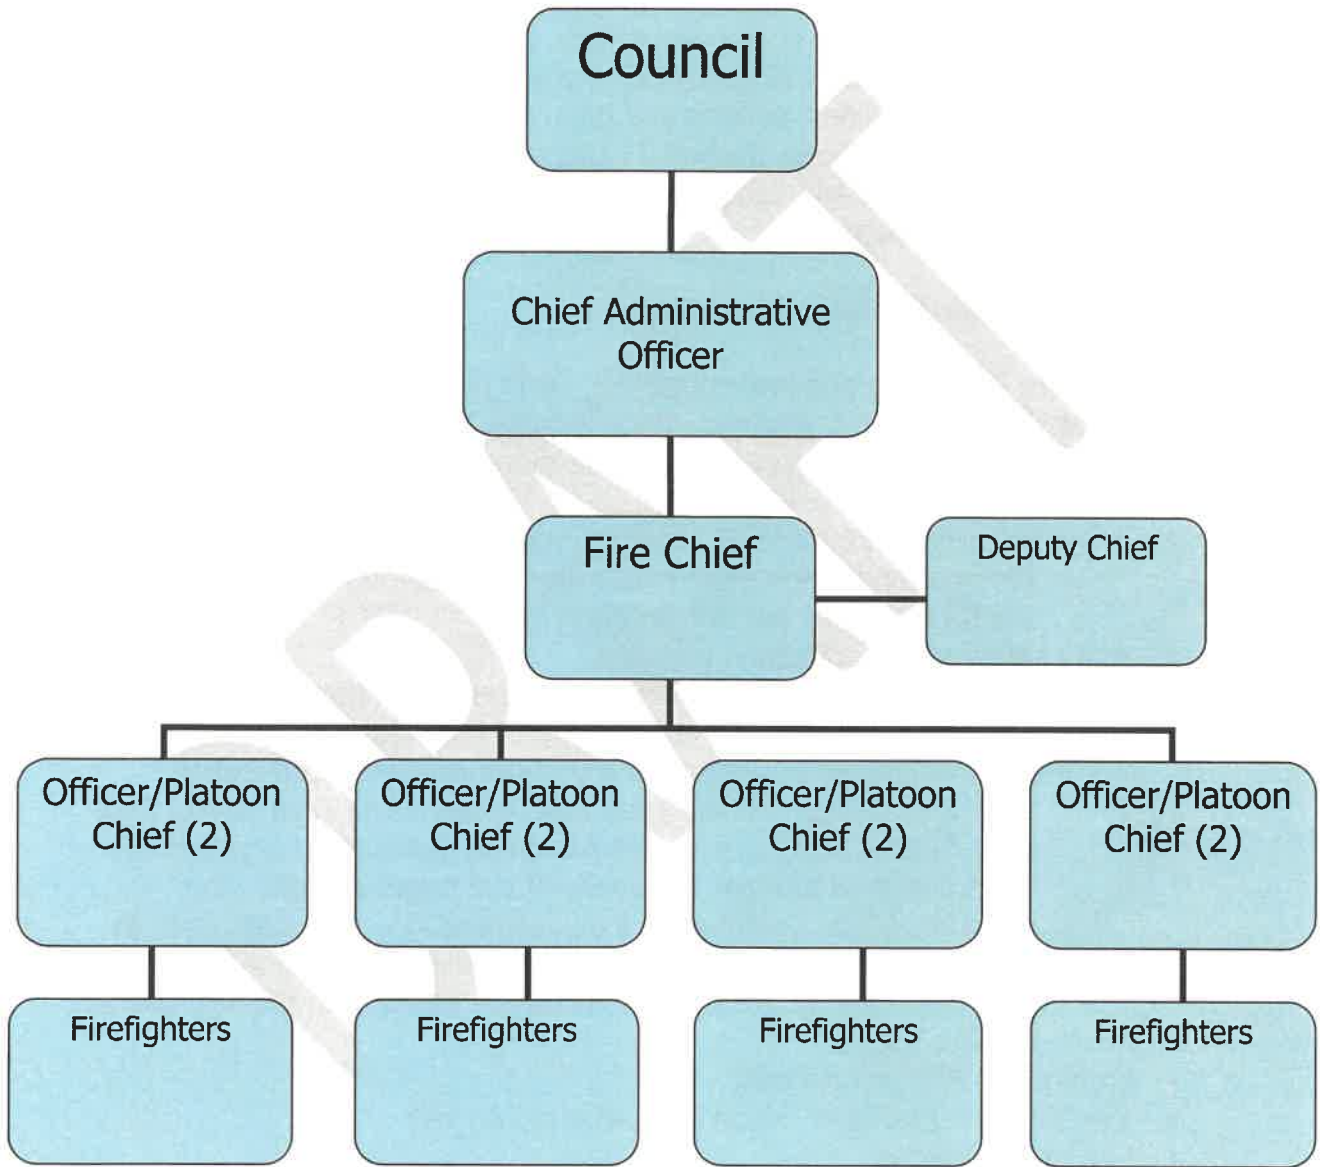 Council
Chief Administrative
Officer
Fire Chief
Deputy Chief
Officer/Platoon
Chief (2)
Officer/Platoon
Chief (2)
Officer/Platoon
Chief (2)
Officer/Platoon
Chief (2)
Firefighters
Firefighters
Firefighters
Firefighters
DRAFT